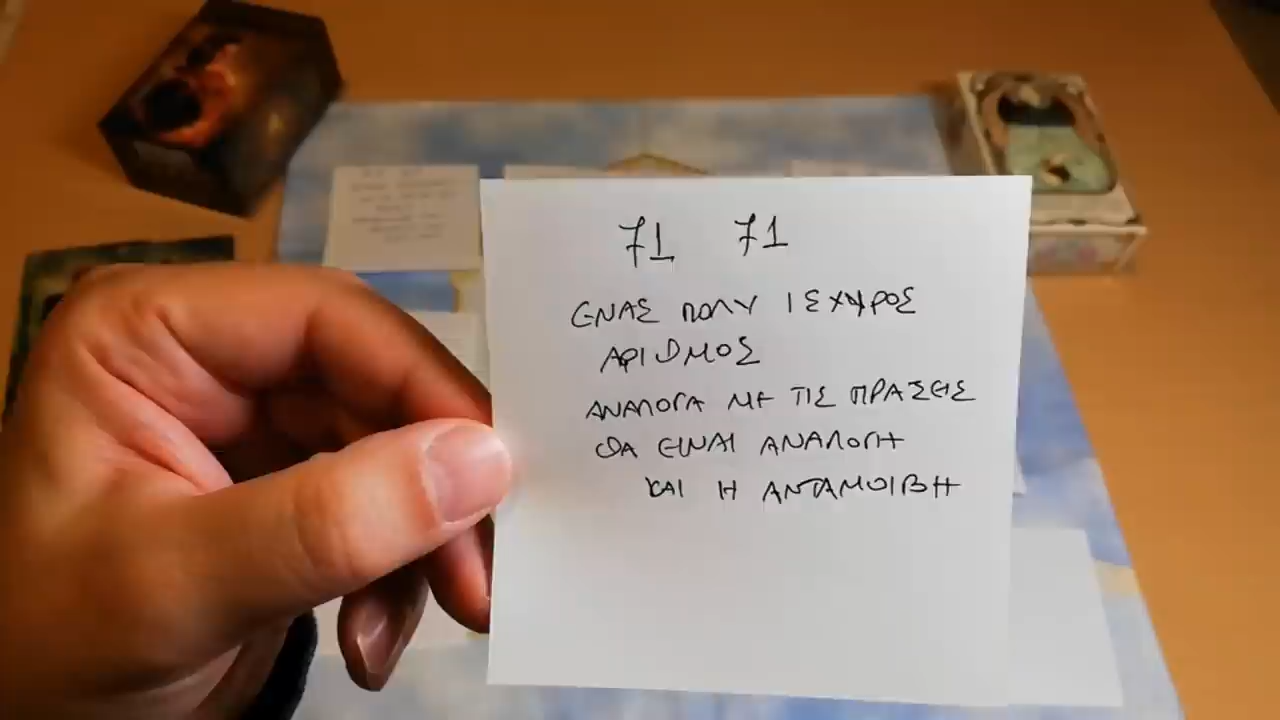 71 71
ΕΝΑΣ ΠΟΛΥ ΙΣΧΥΡΟΣ
ΑΡΙΘΜΟΣ
ΑΝΑΛΟΓΑ ΜΕ ΤΙΣ ΠΡΑΞΕΙΣ
ΘΑ ΕΙΝΑΙ ΑΝΑΛΟΓΗ
ΚΑΙ Η ΑΝΤΑΜΟΙΒΗ